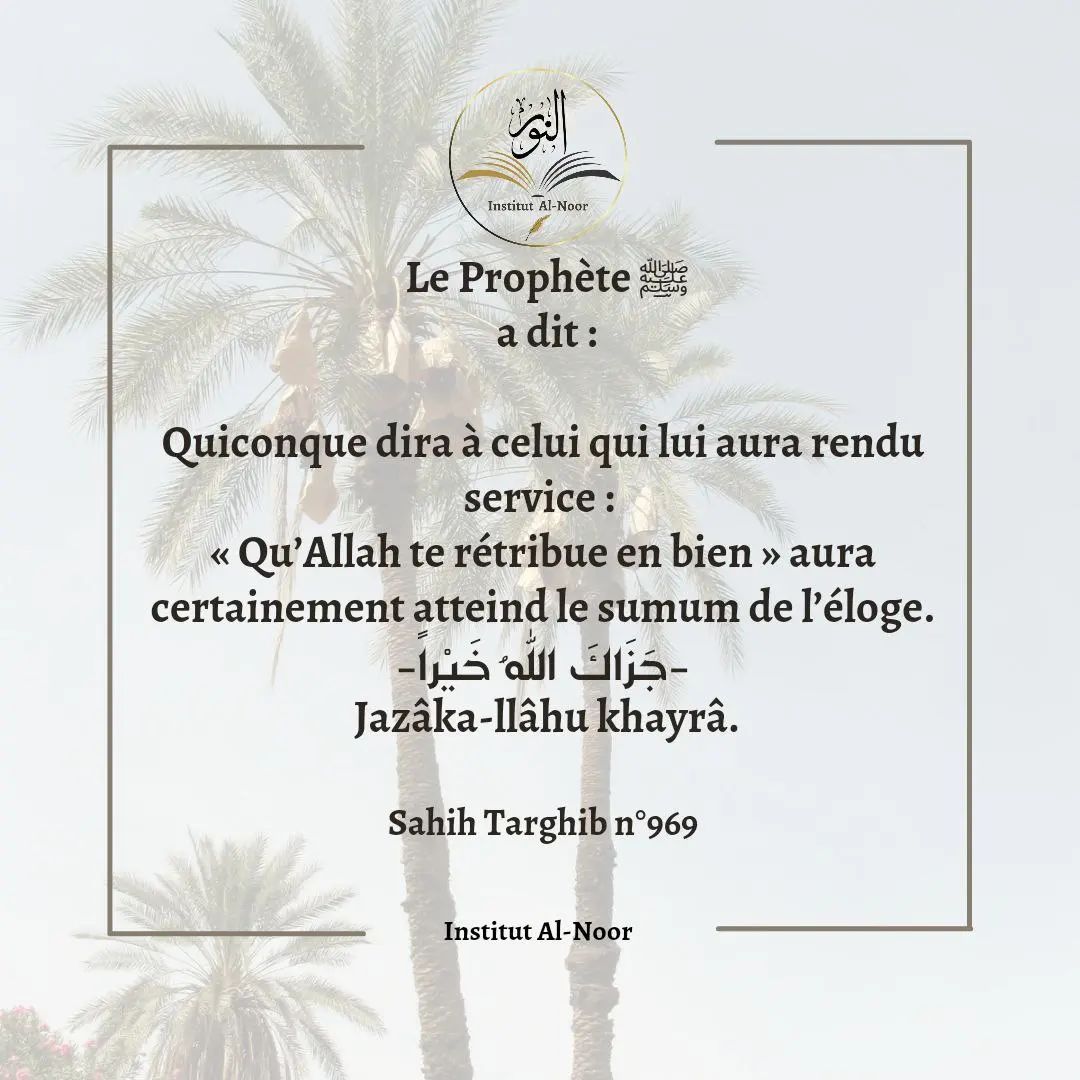 النور
Institut Al-Noor
Le Prophète ﷺ
a dit :
Quiconque dira à celui qui lui aura rendu
service :
« Qu’Allah te rétribue en bien » aura
certainement atteind le sumum de l’éloge.
-جَزَاكَ اللهُ خَيْراً-
Jazâka-llâhu khayrâ.
Sahih Targhib n°969
Institut Al-Noor